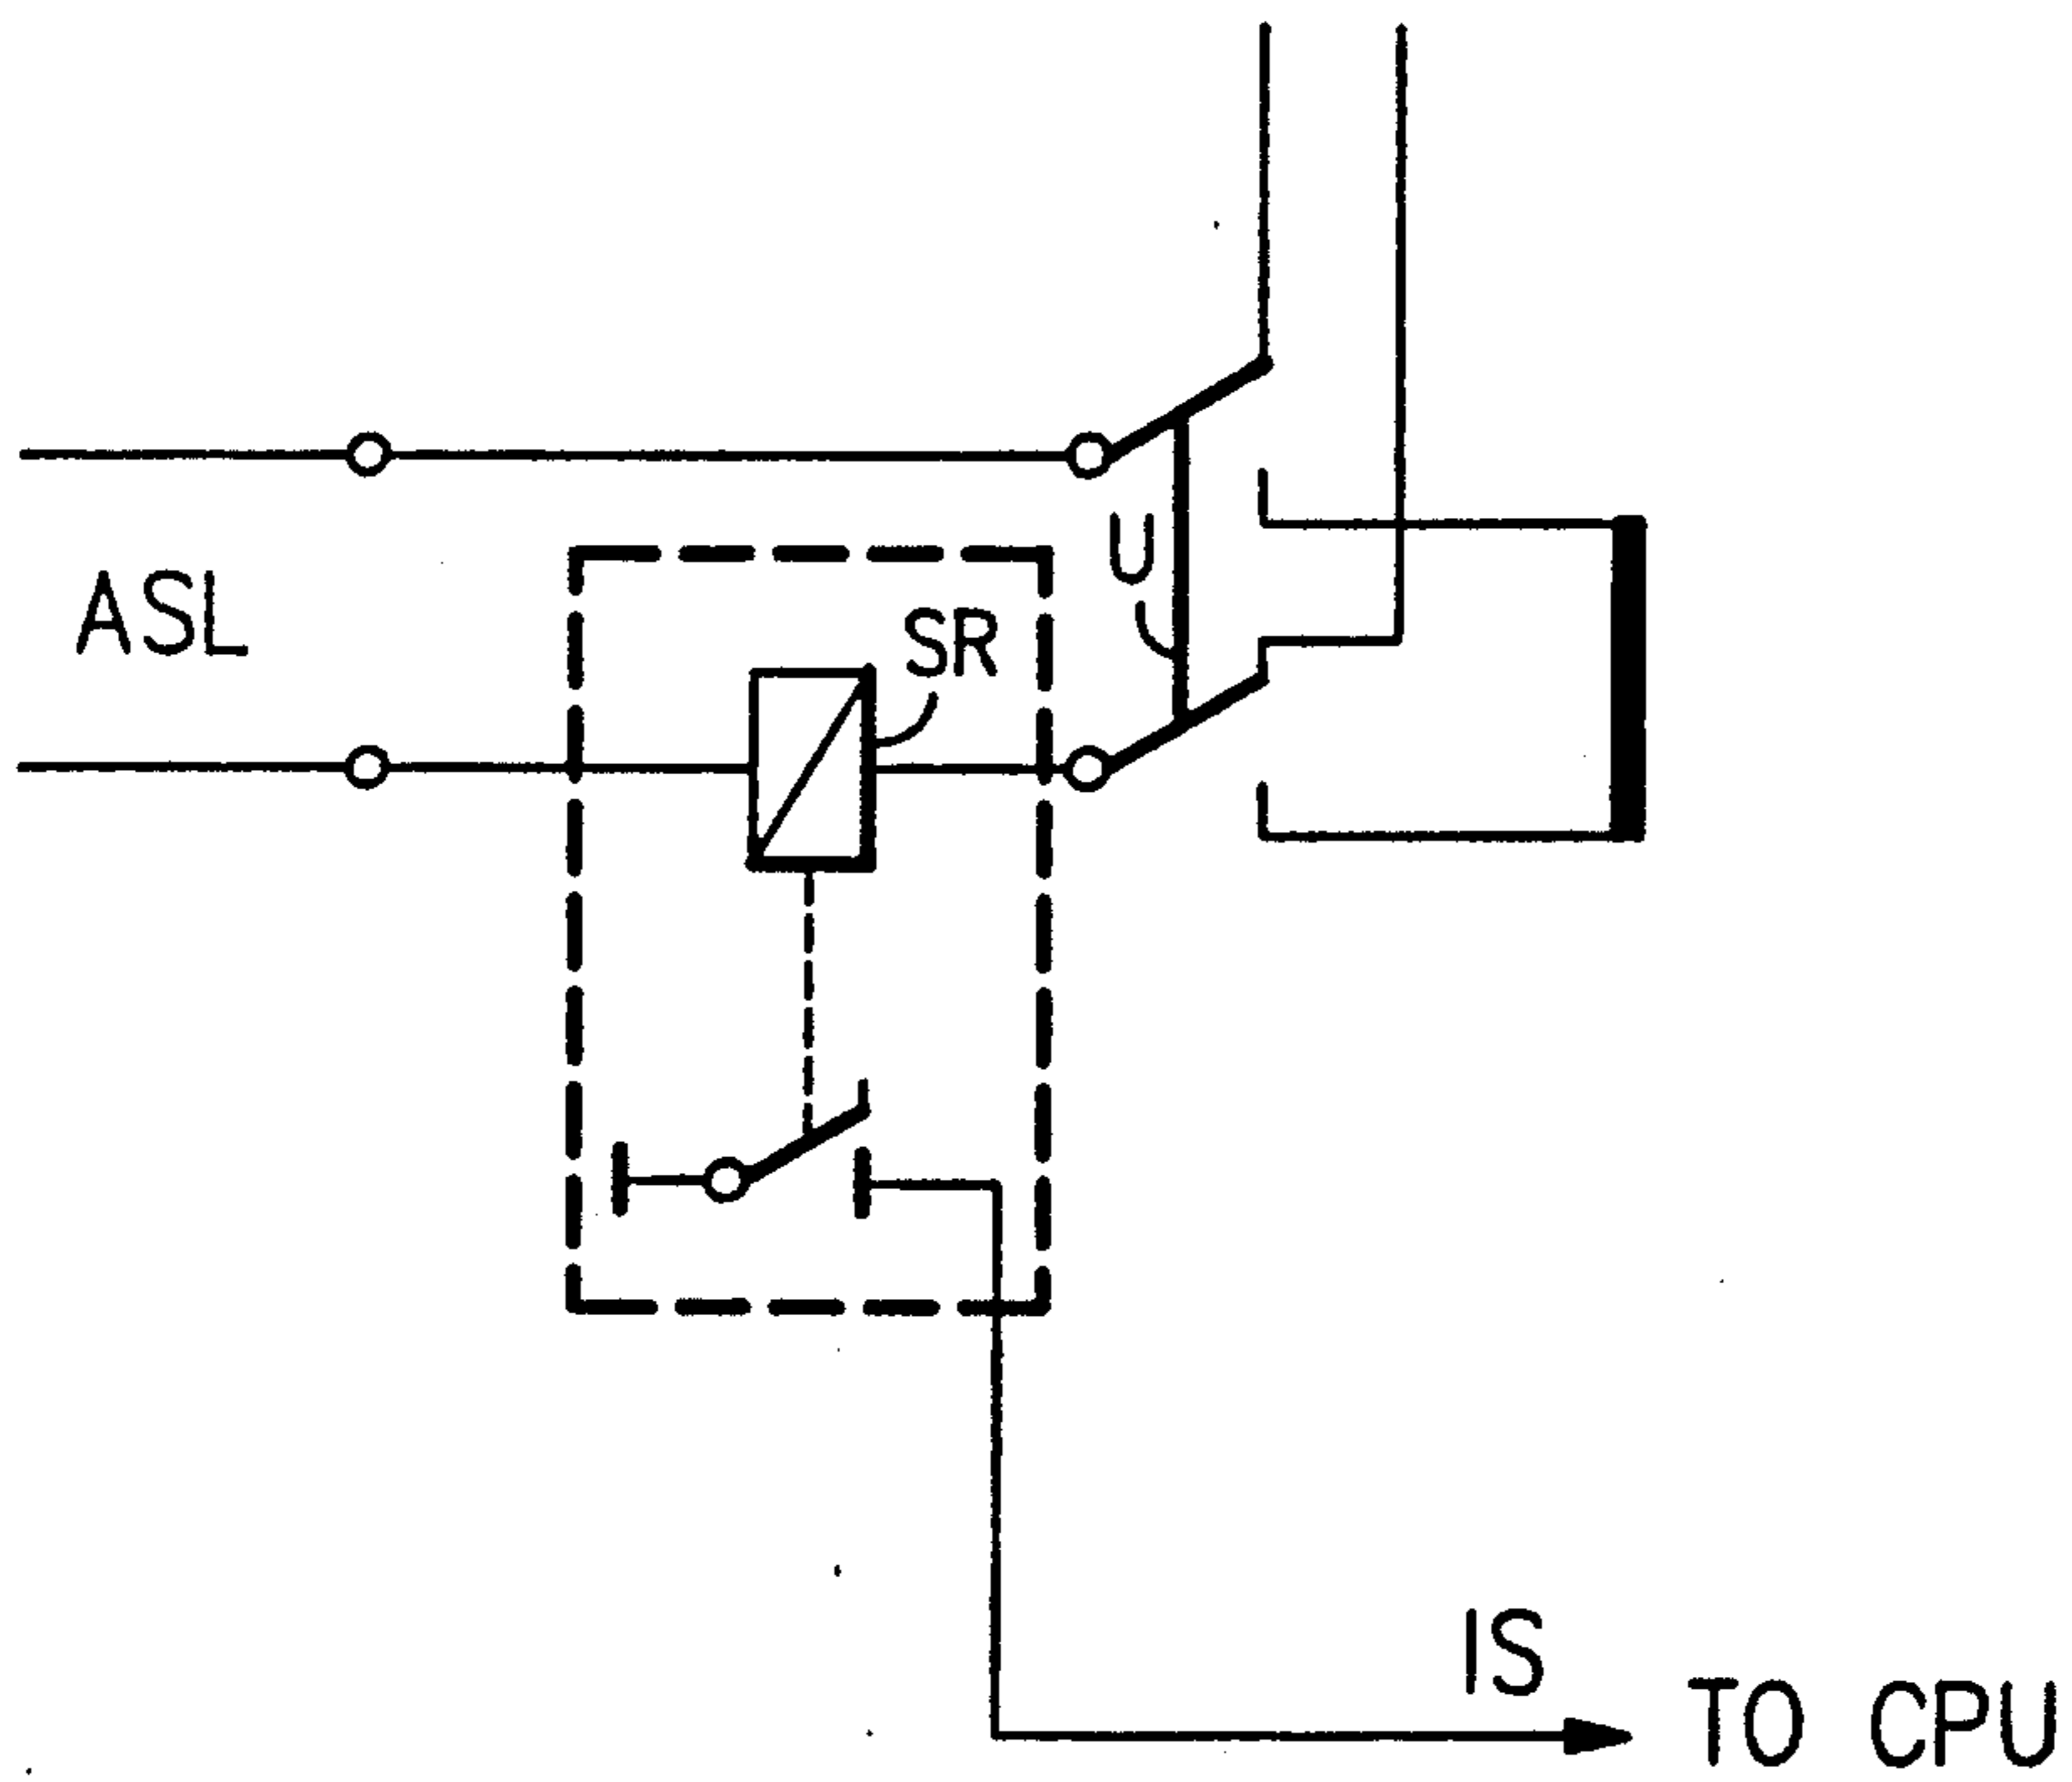 U
ASL
SR
IS
TO CPU